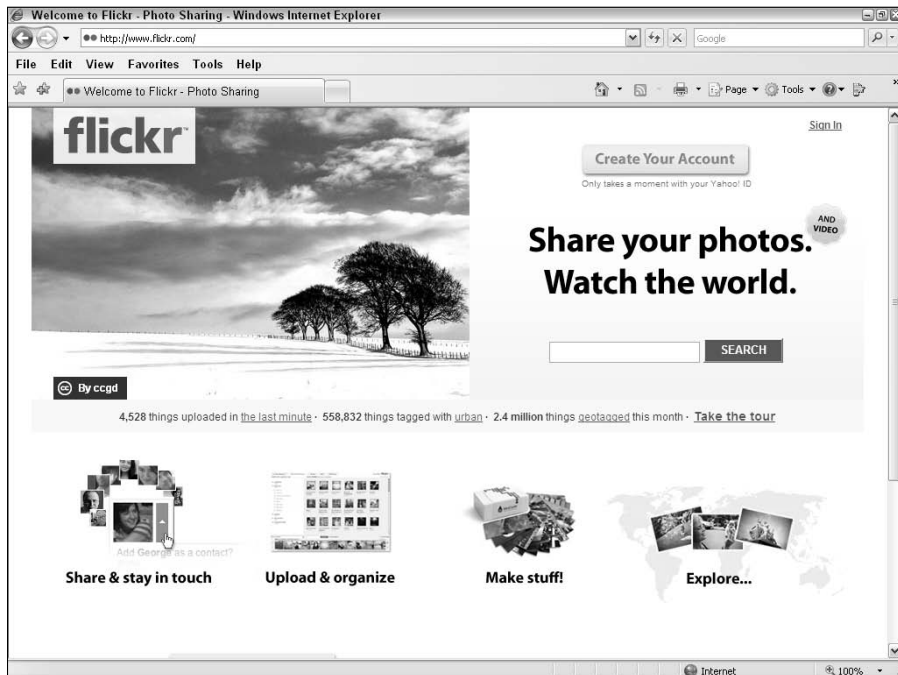 Welcome to Flickr - Photo Sharing - Windows Internet Explorer
http://www.flickr.com/
Google
File Edit View Favorites Tools Help
Welcome to Flickr - Photo Sharing
Page Tools
flickr
Sign In
Create Your Account
Only takes a moment with your Yahoo! ID
AND
VIDEO
Share your photos.
Watch the world.
SEARCH
cc By ccgd
4,528 things uploaded in the last minute · 558,832 things tagged with urban · 2.4 million things geotagged this month · Take the tour
Add George as a contact?
Share & stay in touch
Upload & organize
Make stuff!
Explore...
Internet
100%